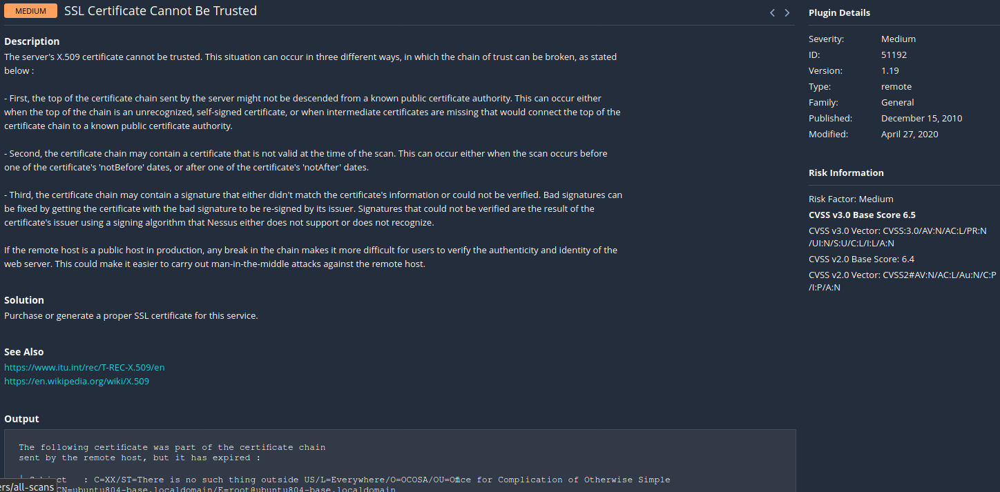 MEDIUM SSL Certificate Cannot Be Trusted
Description
The server's X.509 certificate cannot be trusted. This situation can occur in three different ways, in which the chain of trust can be broken, as stated
below :
- First, the top of the certificate chain sent by the server might not be descended from a known public certificate authority. This can occur either
when the top of the chain is an unrecognized, self-signed certificate, or when intermediate certificates are missing that would connect the top of the
certificate chain to a known public certificate authority.
- Second, the certificate chain may contain a certificate that is not valid at the time of the scan. This can occur either when the scan occurs before
one of the certificate's 'notBefore' dates, or after one of the certificate's 'notAfter' dates.
- Third, the certificate chain may contain a signature that either didn't match the certificate's information or could not be verified. Bad signatures can
be fixed by getting the certificate with the bad signature to be re-signed by its issuer. Signatures that could not be verified are the result of the
certificate's issuer using a signing algorithm that Nessus either does not support or does not recognize.
If the remote host is a public host in production, any break in the chain makes it more difficult for users to verify the authenticity and identity of the
web server. This could make it easier to carry out man-in-the-middle attacks against the remote host.
Solution
Purchase or generate a proper SSL certificate for this service.
See Also
https://www.itu.int/rec/T-REC-X.509/en
https://en.wikipedia.org/wiki/X.509
Output
The following certificate was part of the certificate chain
sent by the remote host, but it has expired :
|-Subject : C=XX/ST=There is no such thing outside US/L=Everywhere/O=OCOSA/OU=Office for Complication of Otherwise Simple
CN=ubuntu804-base.localdomain/E=root@ubuntu804-base.localdomain
ers/all-scans
Plugin Details
Severity: Medium
ID: 51192
Version: 1.19
Type: remote
Family: General
Published: December 15, 2010
Modified: April 27, 2020
Risk Information
Risk Factor: Medium
CVSS v3.0 Base Score 6.5
CVSS v3.0 Vector: CVSS:3.0/AV:N/AC:L/PR:N
/UI:N/S:U/C:L/I:L/A:N
CVSS v2.0 Base Score: 6.4
CVSS v2.0 Vector: CVSS2#AV:N/AC:L/Au:N/C:P
/I:P/A:N